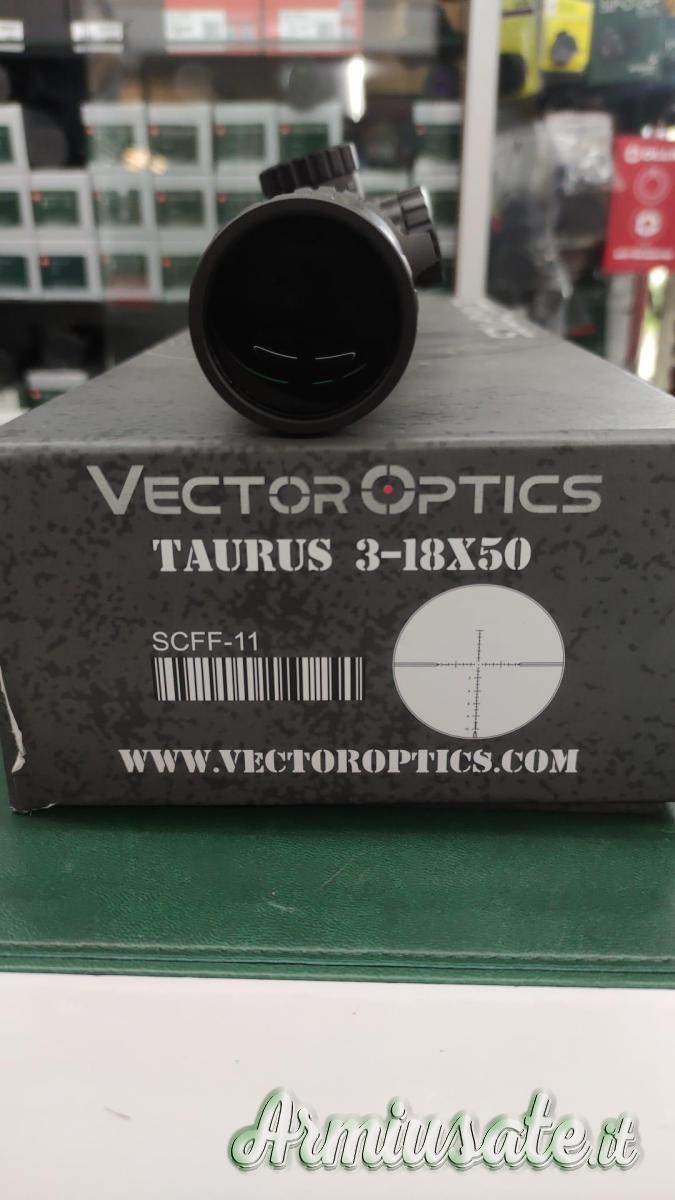 VECTOR OPTICS
TAURUS 3-18X50
SCFF-11
WWW.VECTOROPTICS.COM
Armiusate.it